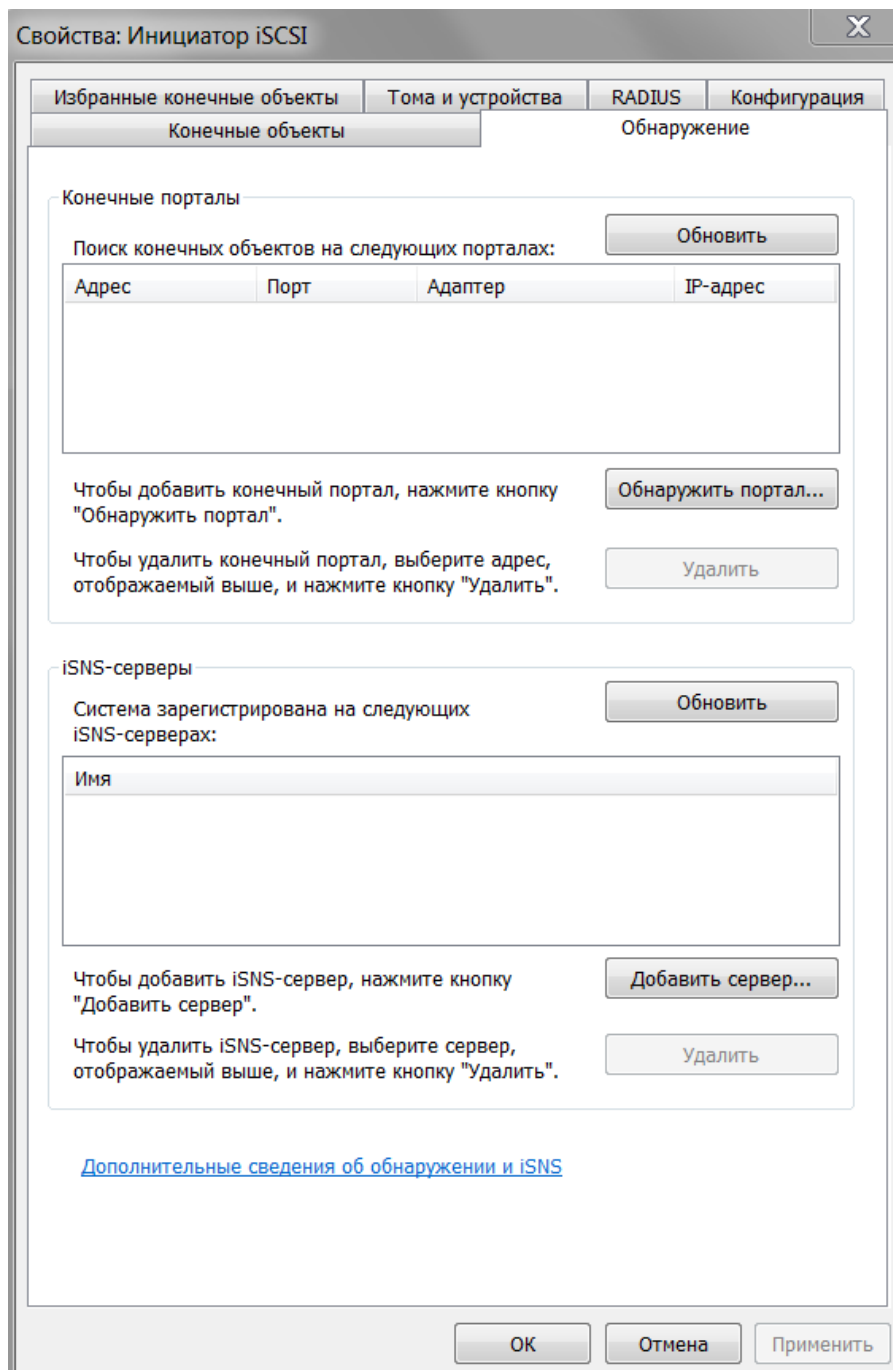 Свойства: Инициатор iSCSI
Избранные конечные объекты
Тома и устройства
RADIUS
Конфигурация
Конечные объекты
Обнаружение
Конечные порталы
Поиск конечных объектов на следующих порталах:
Обновить
Адрес
Порт
Адаптер
IP-адрес
Чтобы добавить конечный портал, нажмите кнопку
"Обнаружить портал".
Обнаружить портал...
Чтобы удалить конечный портал, выберите адрес,
отображаемый выше, и нажмите кнопку "Удалить".
Удалить
iSNS-серверы
Система зарегистрирована на следующих
iSNS-серверах:
Обновить
Имя
Чтобы добавить iSNS-сервер, нажмите кнопку
"Добавить сервер".
Добавить сервер...
Чтобы удалить iSNS-сервер, выберите сервер,
отображаемый выше, и нажмите кнопку "Удалить".
Удалить
Дополнительные сведения об обнаружении и iSNS
ОК
Отмена
Применить